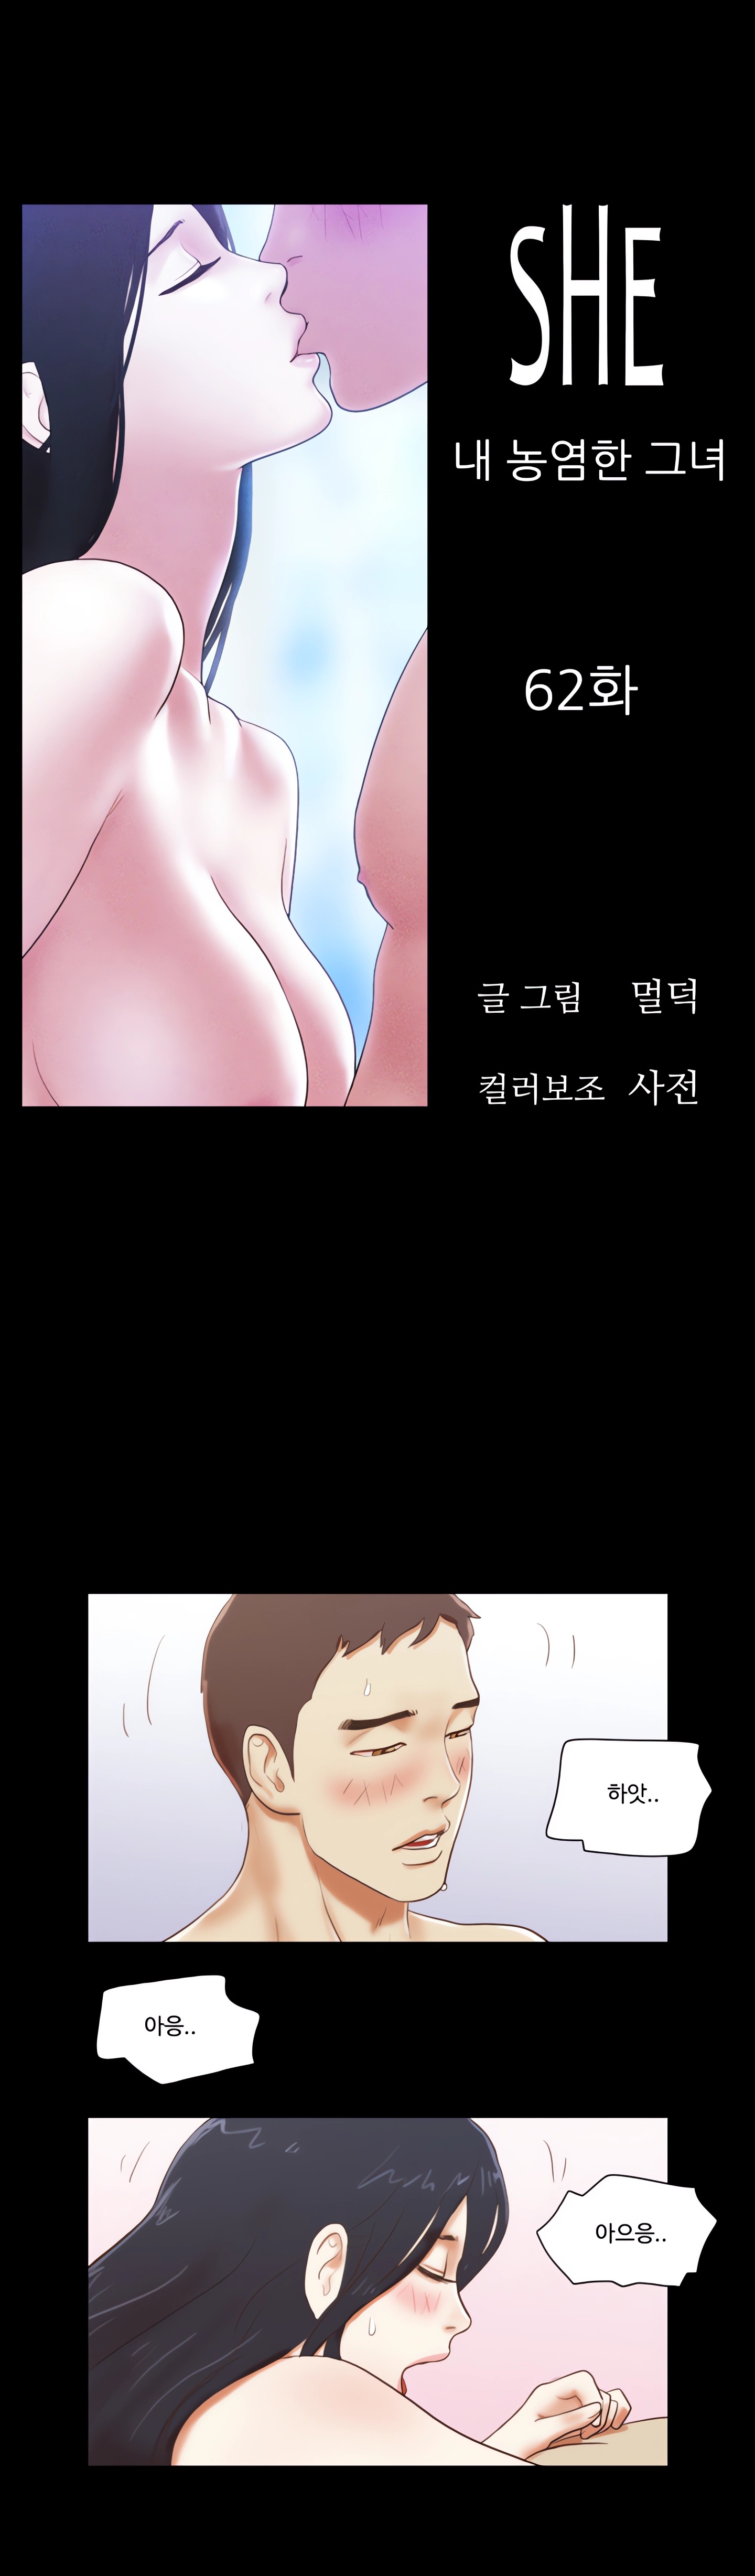 SHE
내 농염한 그녀
62화
글 그림 멀덕
컬러보조 사전
하앗..
아응..
아으응..